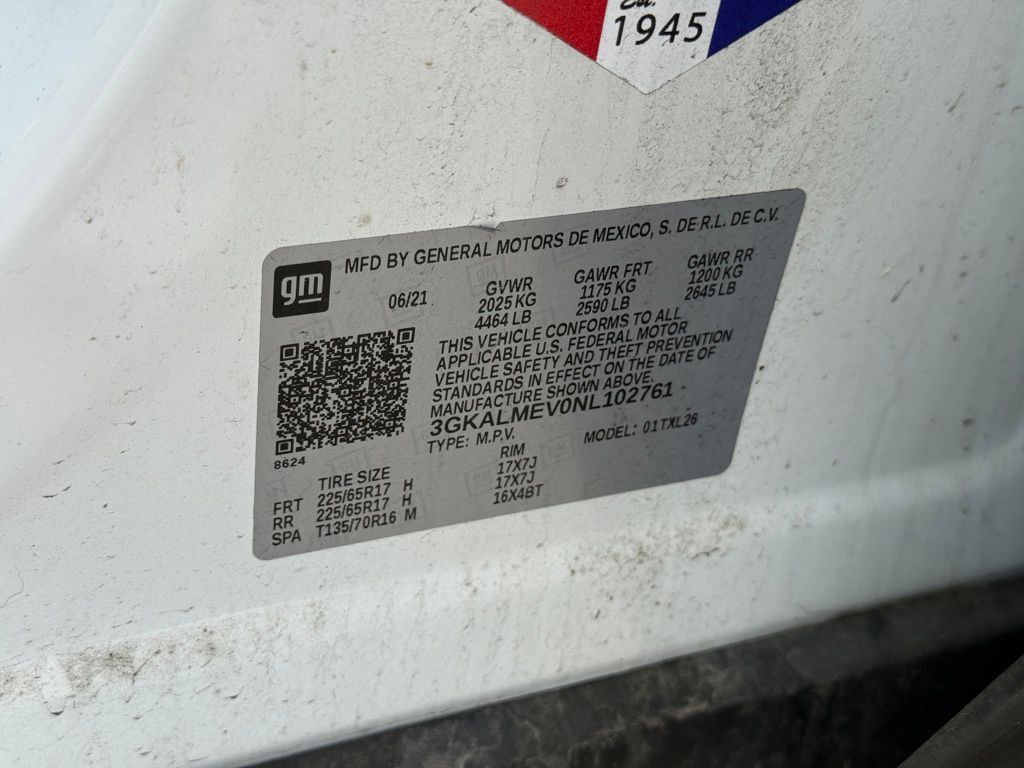 Est.
1945
gm
MFD BY GENERAL MOTORS DE MEXICO, S. DE R.L. DE C.V.
06/21 GVWR GAWR FRT GAWR RR
2025 KG 1175 KG 1200 KG
4464 LB 2590 LB 2645 LB
THIS VEHICLE CONFORMS TO ALL
APPLICABLE U.S. FEDERAL MOTOR
VEHICLE SAFETY AND THEFT PREVENTION
STANDARDS IN EFFECT ON THE DATE OF
MANUFACTURE SHOWN ABOVE.
3GKALMEV0NL102761
TYPE: M.P.V. MODEL: 01TXL26
8624
TIRE SIZE RIM
FRT 225/65R17 H 17X7J
RR 225/65R17 H 17X7J
SPA T135/70R16 M 16X4BT